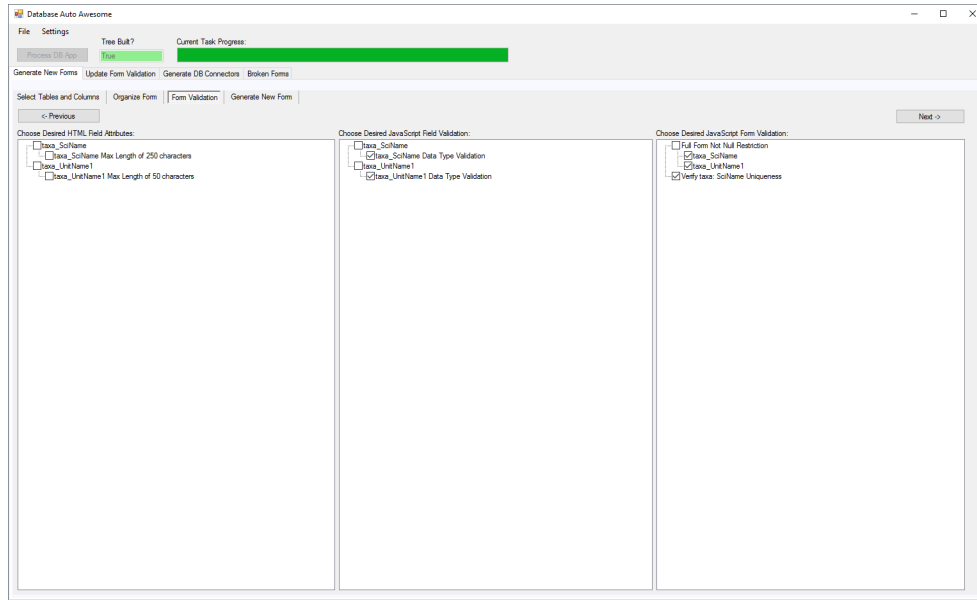 Database Auto Awesome
File Settings
Tree Built? Current Task Progress:
Process DB App True
Generate New Forms Update Form Validation Generate DB Connectors Broken Forms
Select Tables and Columns Organize Form Form Validation Generate New Form
<- Previous Next ->
Choose Desired HTML Field Attributes: Choose Desired JavaScript Field Validation: Choose Desired JavaScript Form Validation:
taxa_SciName taxa_SciName Full Form Not Null Restriction
taxa_SciName Max Length of 250 characters taxa_SciName Data Type Validation taxa_SciName
taxa_UnitName1 taxa_UnitName1 taxa_UnitName1
taxa_UnitName1 Max Length of 50 characters taxa_UnitName1 Data Type Validation Verify taxa: SciName Uniqueness